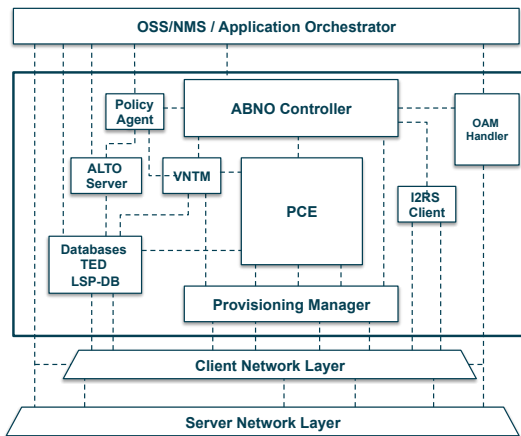 OSS/NMS / Application Orchestrator
Policy
Agent
ABNO Controller
OAM
Handler
ALTO
Server
VNTM
PCE
I2RS
Client
Databases
TED
LSP-DB
Provisioning Manager
Client Network Layer
Server Network Layer